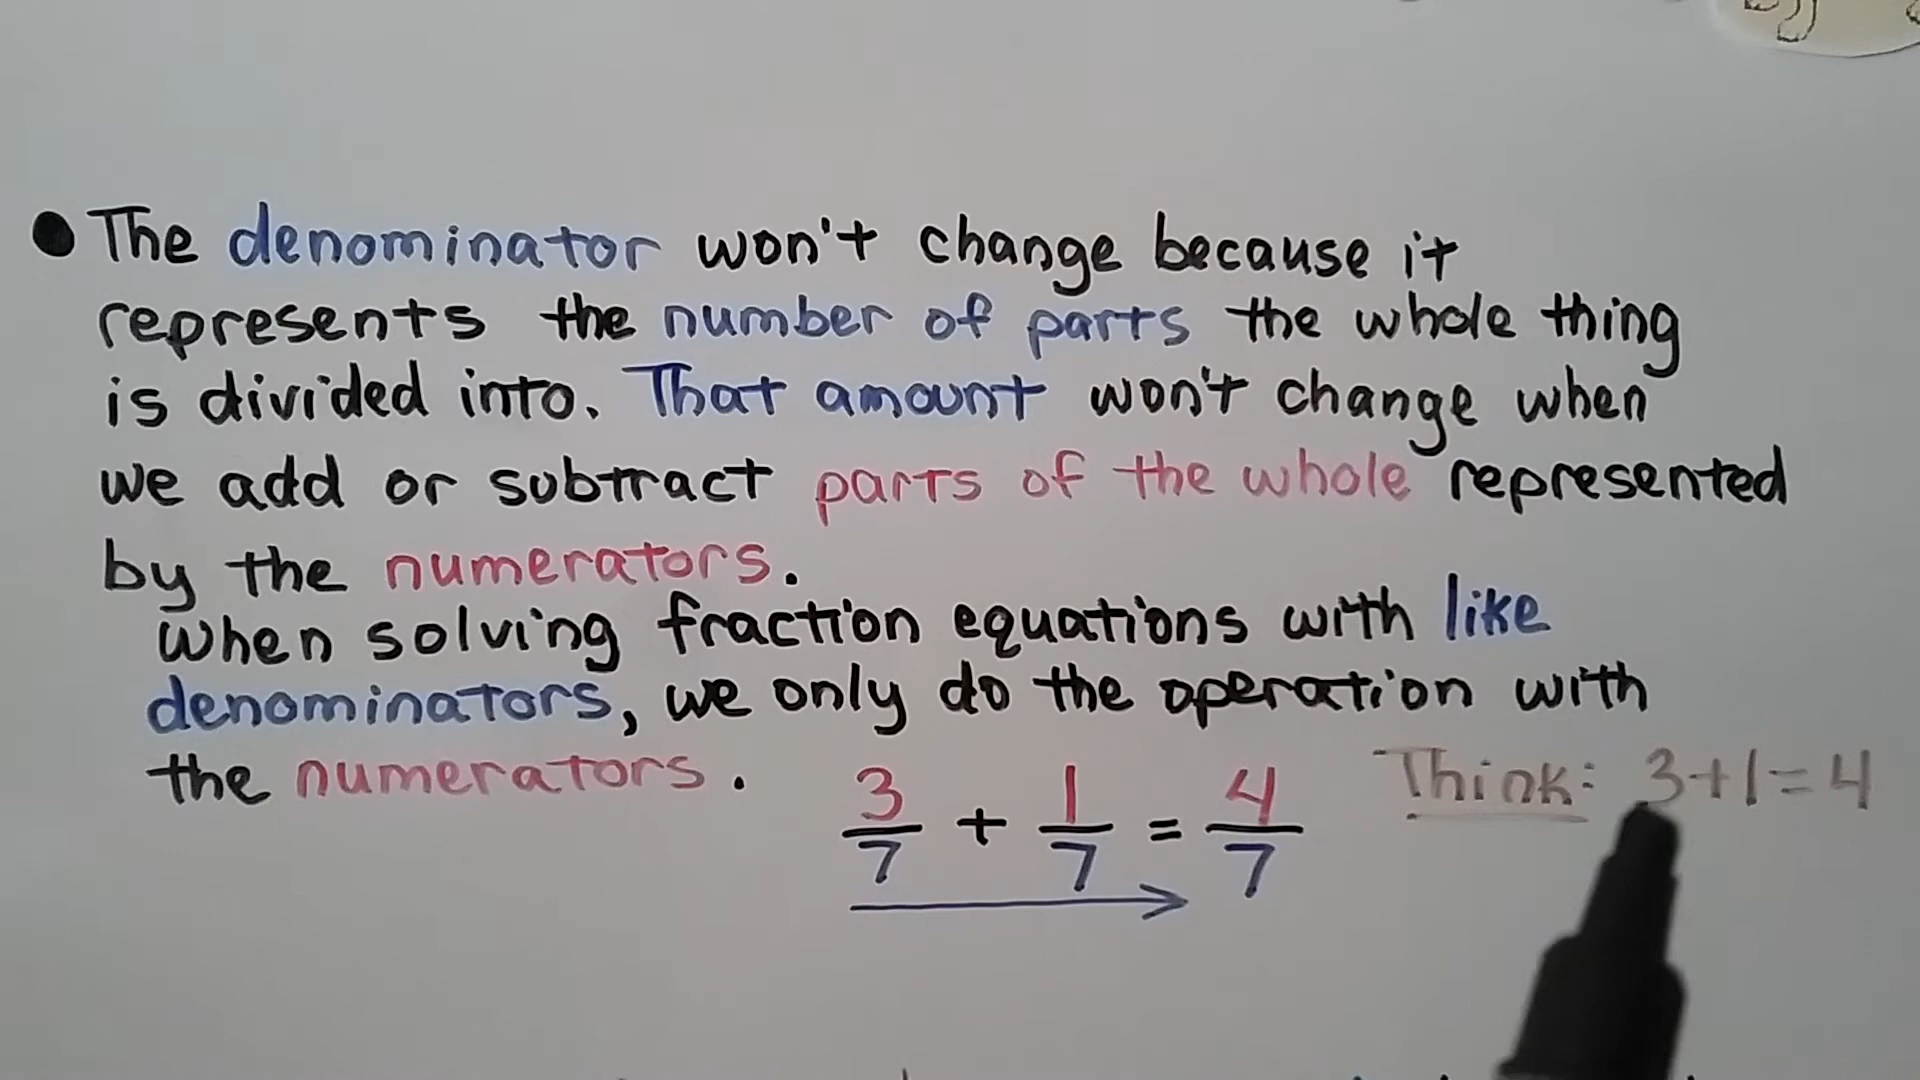 ● The denominator won't change because it
represents the number of parts the whole thing
is divided into. That amount won't change when
we add or subtract parts of the whole represented
by the numerators.
When solving fraction equations with like
denominators, we only do the operation with
the numerators.
3/7 + 1/7 = 4/7
Think: 3+1=4